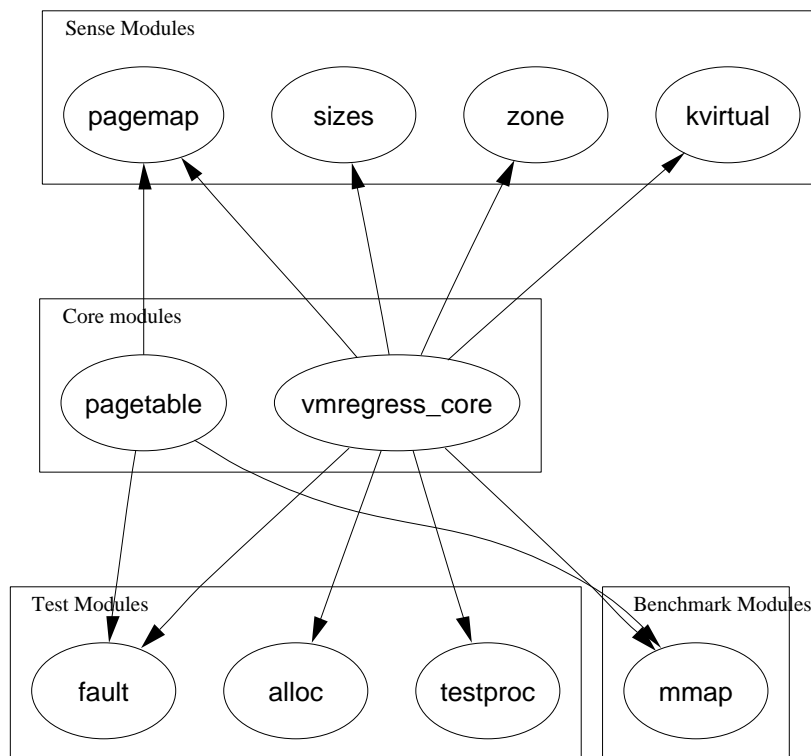 Sense Modules
pagemap
sizes
zone
kvirtual
Core modules
pagetable
vmregress_core
Test Modules
Benchmark Modules
fault
alloc
testproc
mmap